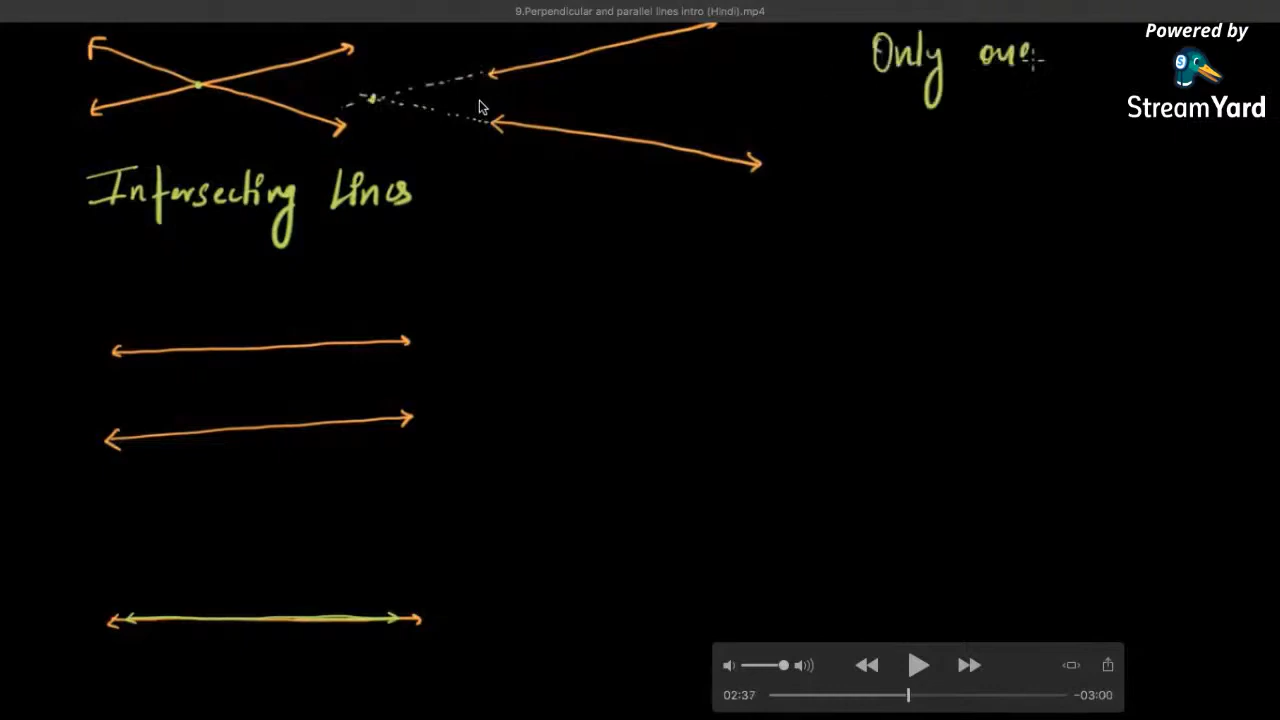 9.Perpendicular and parallel lines intro (Hindi).mp4
Powered by
StreamYard
Only one
Intersecting Lines
02:37
-03:00